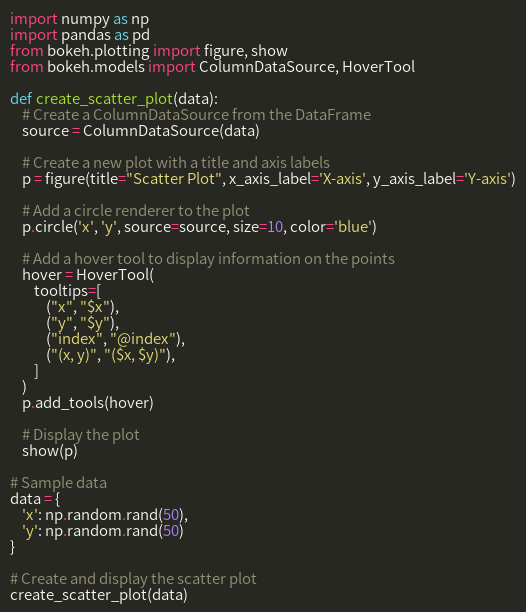 import numpy as np
import pandas as pd
from bokeh.plotting import figure, show
from bokeh.models import ColumnDataSource, HoverTool

def create_scatter_plot(data):
    # Create a ColumnDataSource from the DataFrame
    source = ColumnDataSource(data)

    # Create a new plot with a title and axis labels
    p = figure(title="Scatter Plot", x_axis_label='X-axis', y_axis_label='Y-axis')

    # Add a circle renderer to the plot
    p.circle('x', 'y', source=source, size=10, color='blue')

    # Add a hover tool to display information on the points
    hover = HoverTool(
        tooltips=[
            ("x", "$x"),
            ("y", "$y"),
            ("index", "@index"),
            ("(x, y)", "($x, $y)"),
        ]
    )
    p.add_tools(hover)

    # Display the plot
    show(p)

# Sample data
data = {
    'x': np.random.rand(50),
    'y': np.random.rand(50)
}

# Create and display the scatter plot
create_scatter_plot(data)